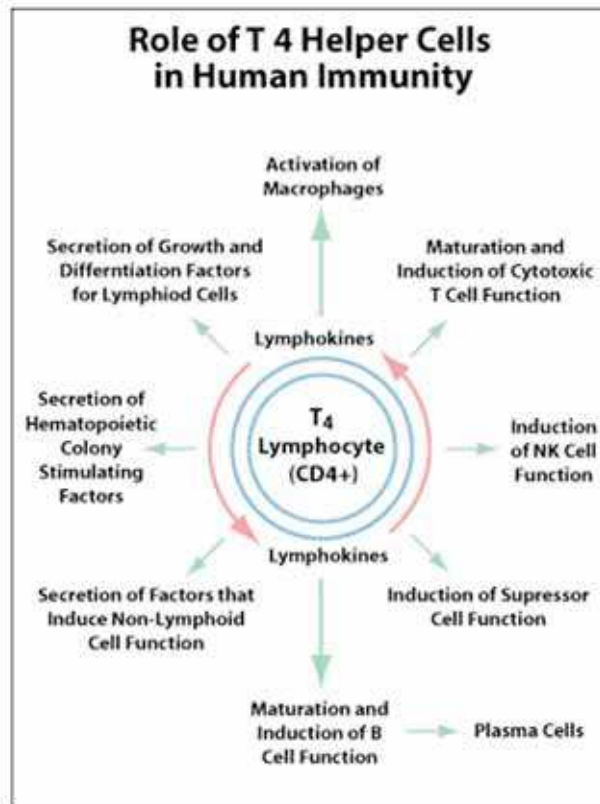 Role of T 4 Helper Cells
in Human Immunity
Activation of
Macrophages
Secretion of Growth and
Differntiation Factors
for Lymphiod Cells
Maturation and
Induction of Cytotoxic
T Cell Function
Lymphokines
Secretion of
Hematopoietic
Colony
Stimulating
Factors
T4
Lymphocyte
(CD4+)
Induction
of NK Cell
Function
Lymphokines
Secretion of Factors that
Induce Non-Lymphoid
Cell Function
Induction of Supressor
Cell Function
Maturation and
Induction of B
Cell Function
Plasma Cells